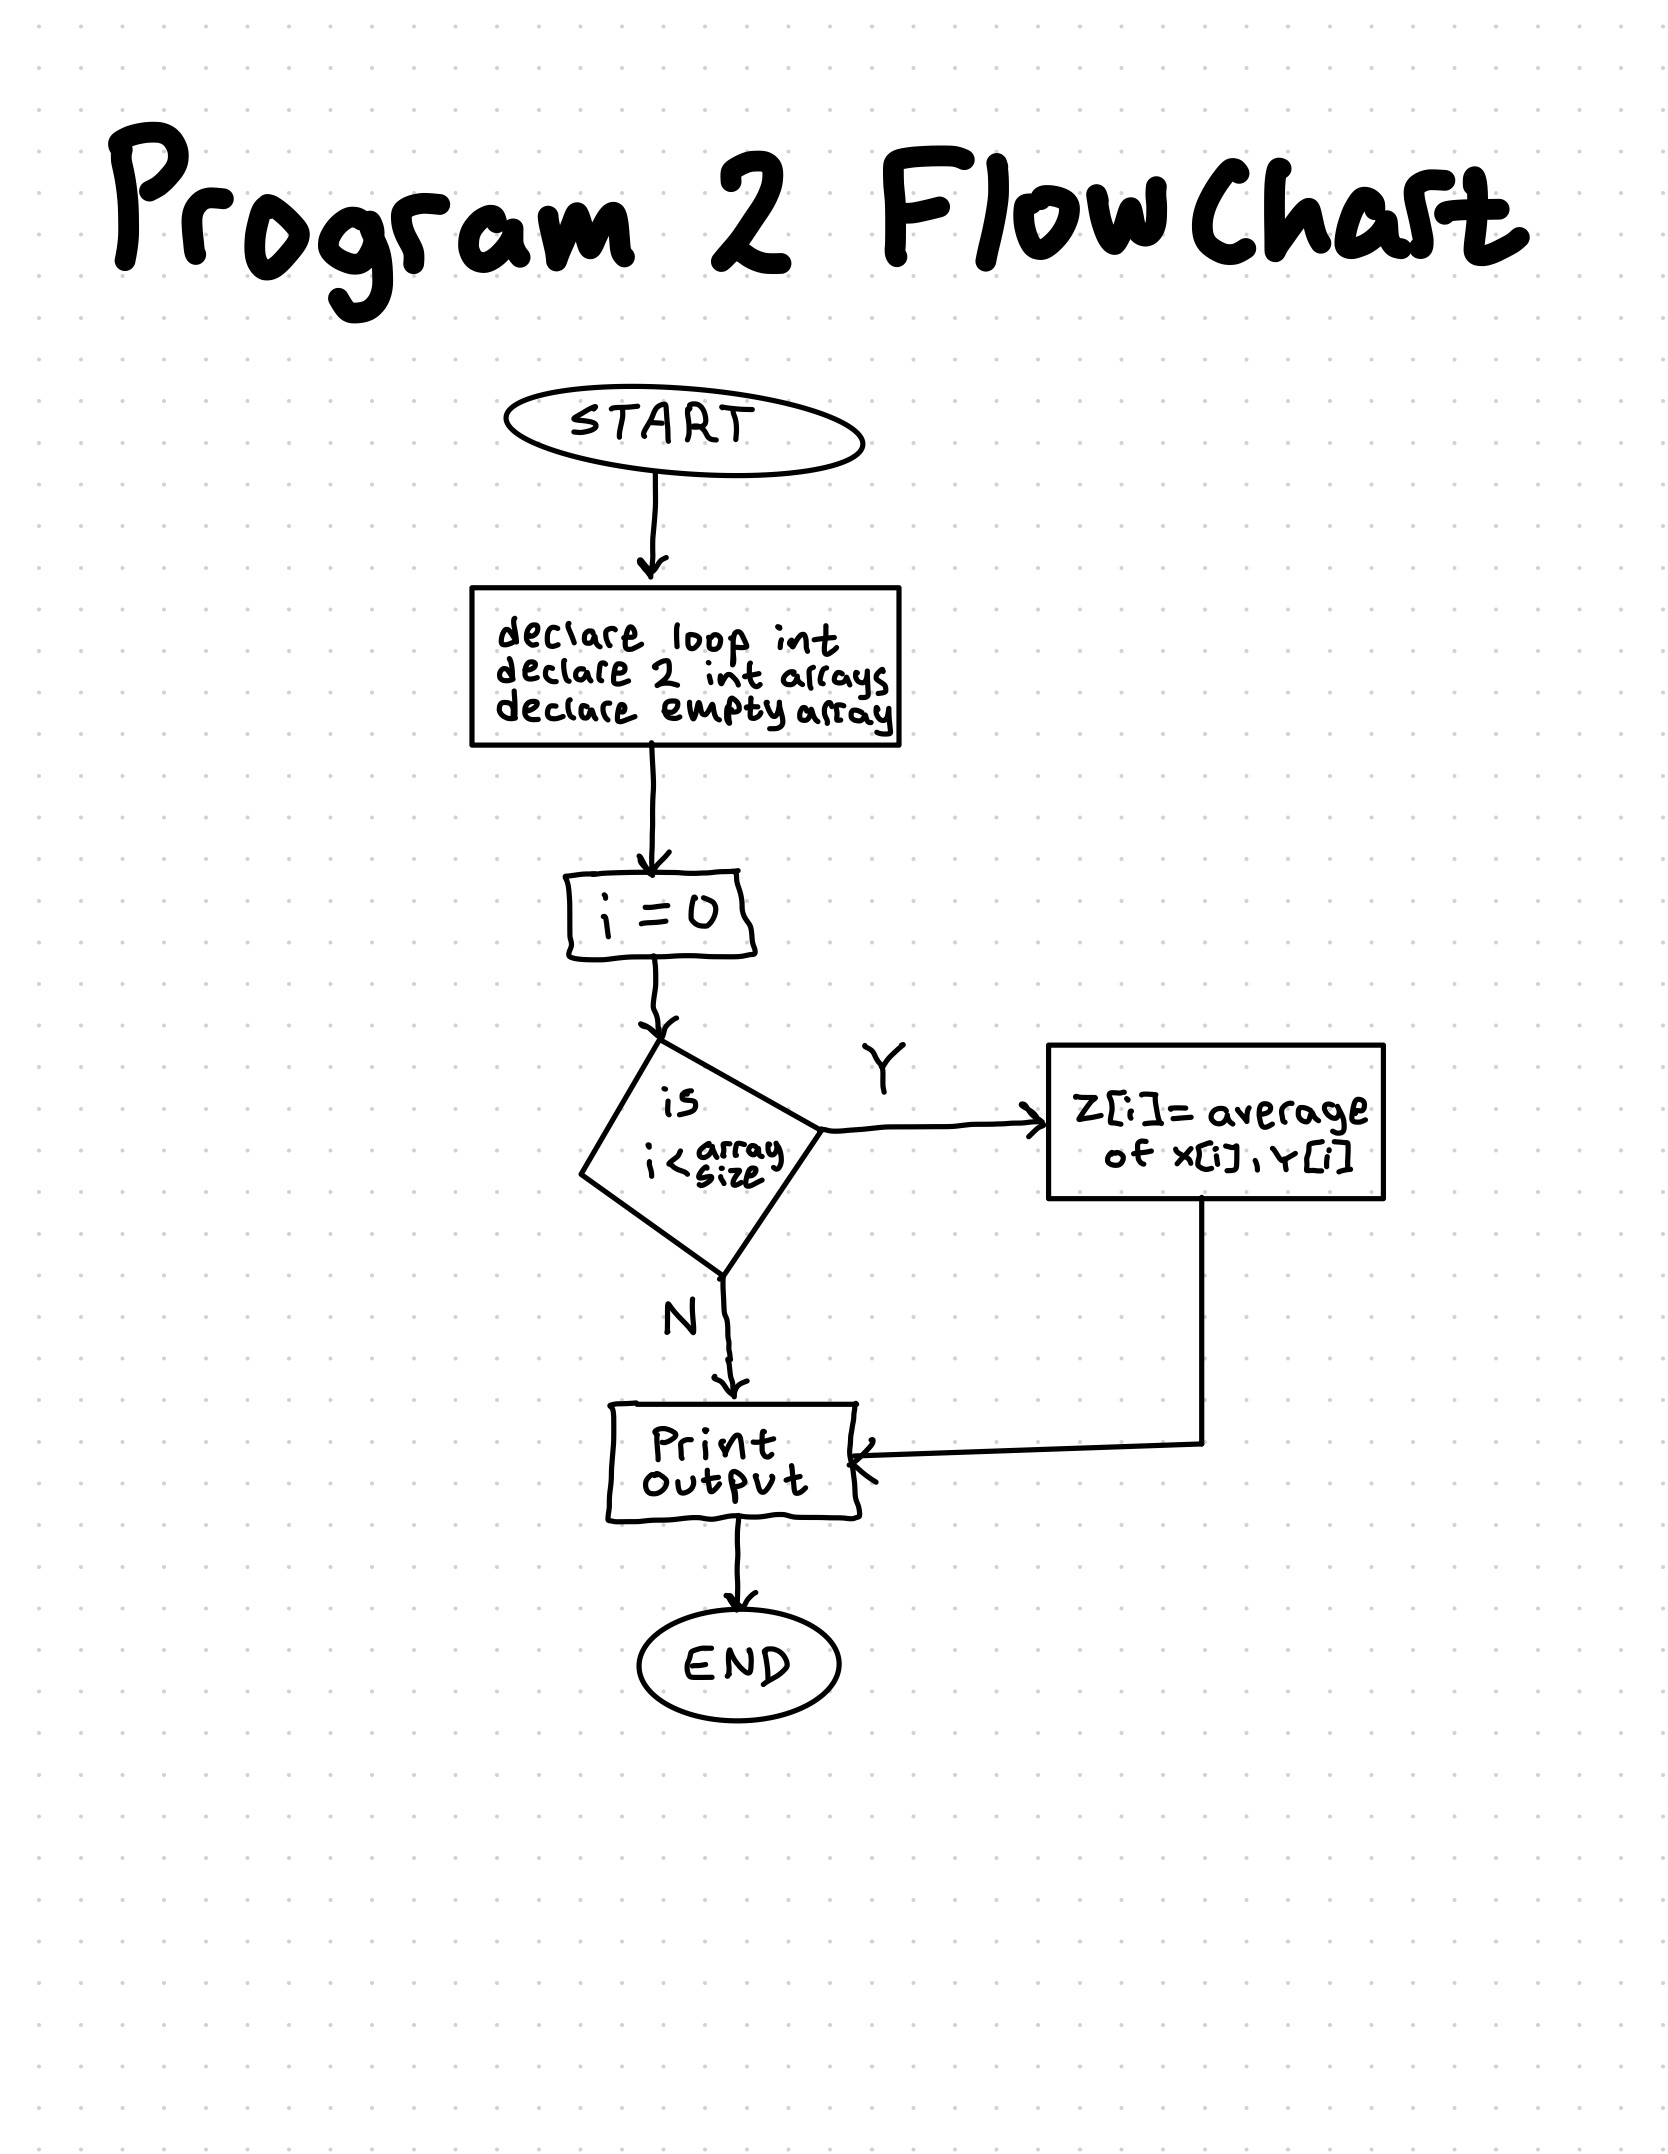 Program 2 FlowChart
START
declare loop int
declare 2 int arrays
declare empty array
i = 0
is
i < array size
Y
Z[i] = average
of X[i], Y[i]
N
Print
output
END